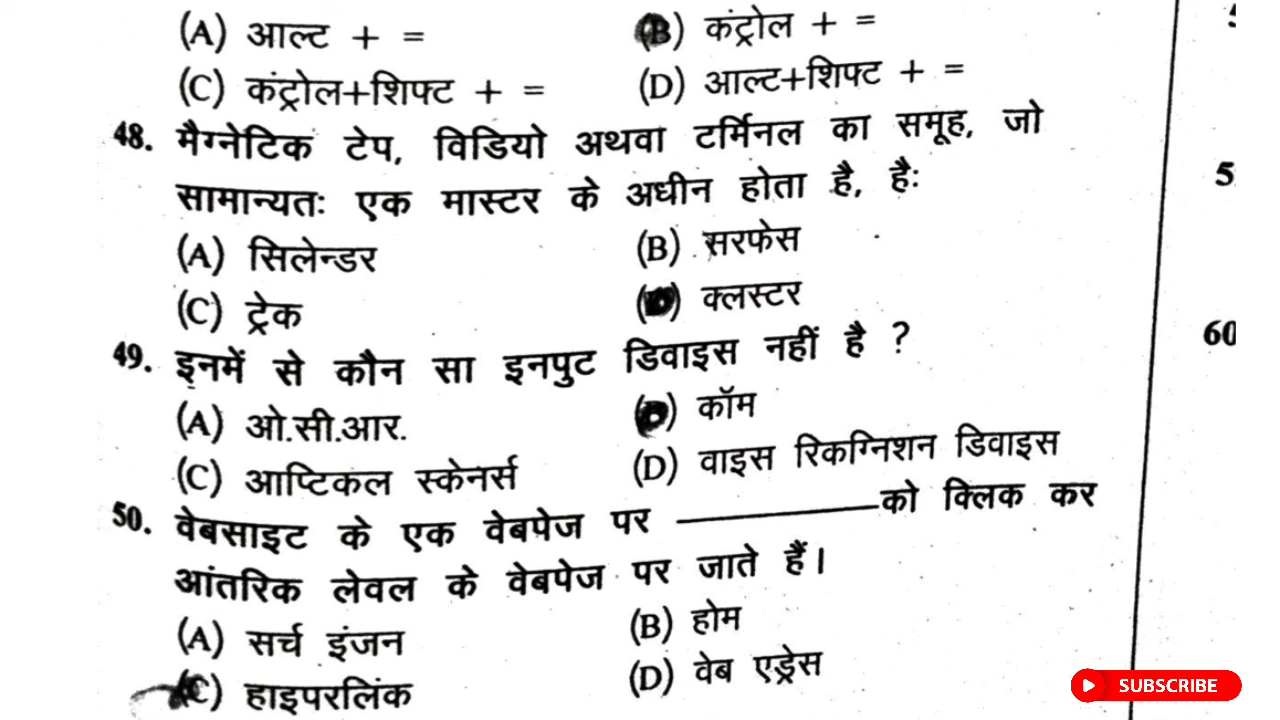 (A) आल्ट + = (B) कंट्रोल + =
(C) कंट्रोल+शिफ्ट + = (D) आल्ट+शिफ्ट + =
48. मैग्नेटिक टेप, विडियो अथवा टर्मिनल का समूह, जो
सामान्यतः एक मास्टर के अधीन होता है, हैः
(A) सिलेन्डर (B) सरफेस
(C) ट्रेक (D) क्लस्टर
49. इनमें से कौन सा इनपुट डिवाइस नहीं है ?
(A) ओ.सी.आर. (B) कॉम
(C) आप्टिकल स्केनर्स (D) वाइस रिकग्निशन डिवाइस
50. वेबसाइट के एक वेबपेज पर ————को क्लिक कर
आंतरिक लेवल के वेबपेज पर जाते हैं।
(A) सर्च इंजन (B) होम
(C) हाइपरलिंक (D) वेब एड्रेस
5
60
SUBSCRIBE